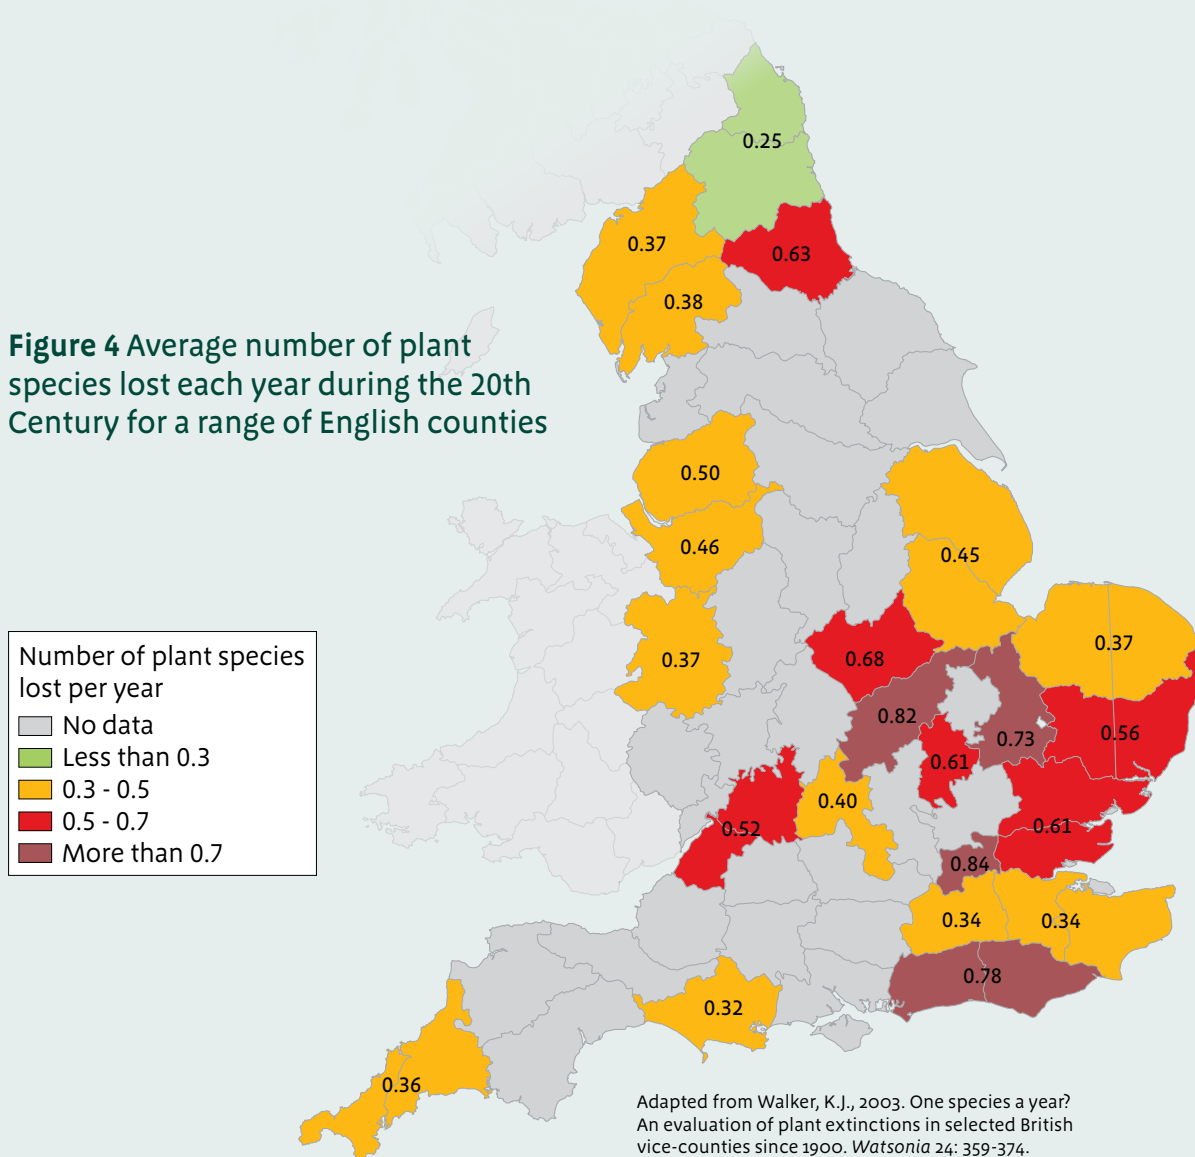 0.25
0.37
0.63
0.38
Figure 4 Average number of plant
species lost each year during the 20th
Century for a range of English counties
0.50
0.46
0.45
0.37
0.37
0.68
0.82
0.73
0.56
0.61
0.40
0.52
0.61
0.84
0.34
0.34
0.78
0.32
0.36
Number of plant species
lost per year
No data
Less than 0.3
0.3 - 0.5
0.5 - 0.7
More than 0.7
Adapted from Walker, K.J., 2003. One species a year?
An evaluation of plant extinctions in selected British
vice-counties since 1900. Watsonia 24: 359-374.